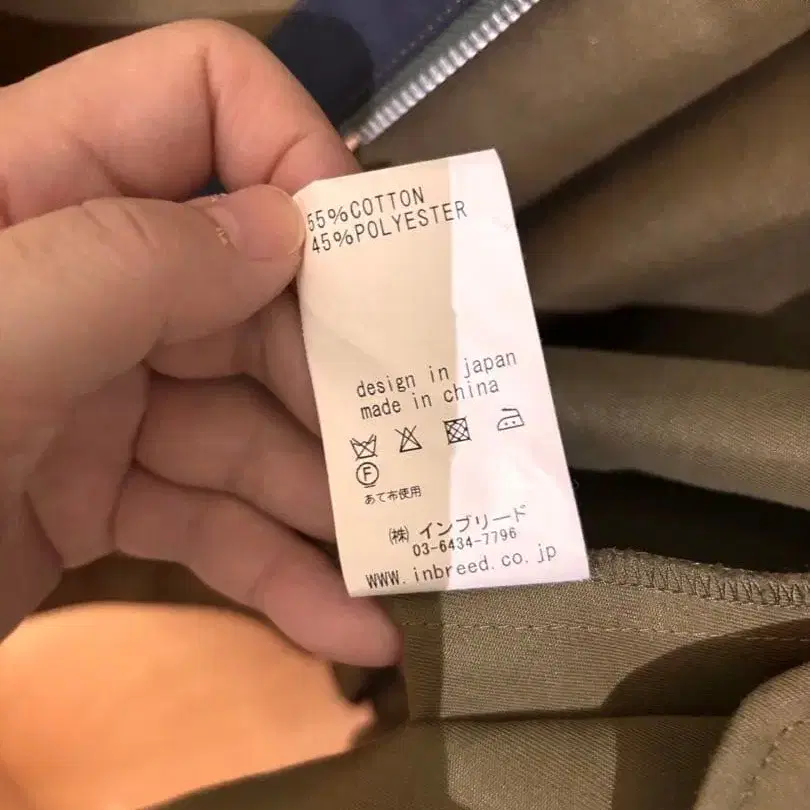 55%COTTON
45%POLYESTER
design in japan
made in china
F
あて布使用
㈱ インブリード
03-6434-7796
www.inbreed.co.jp